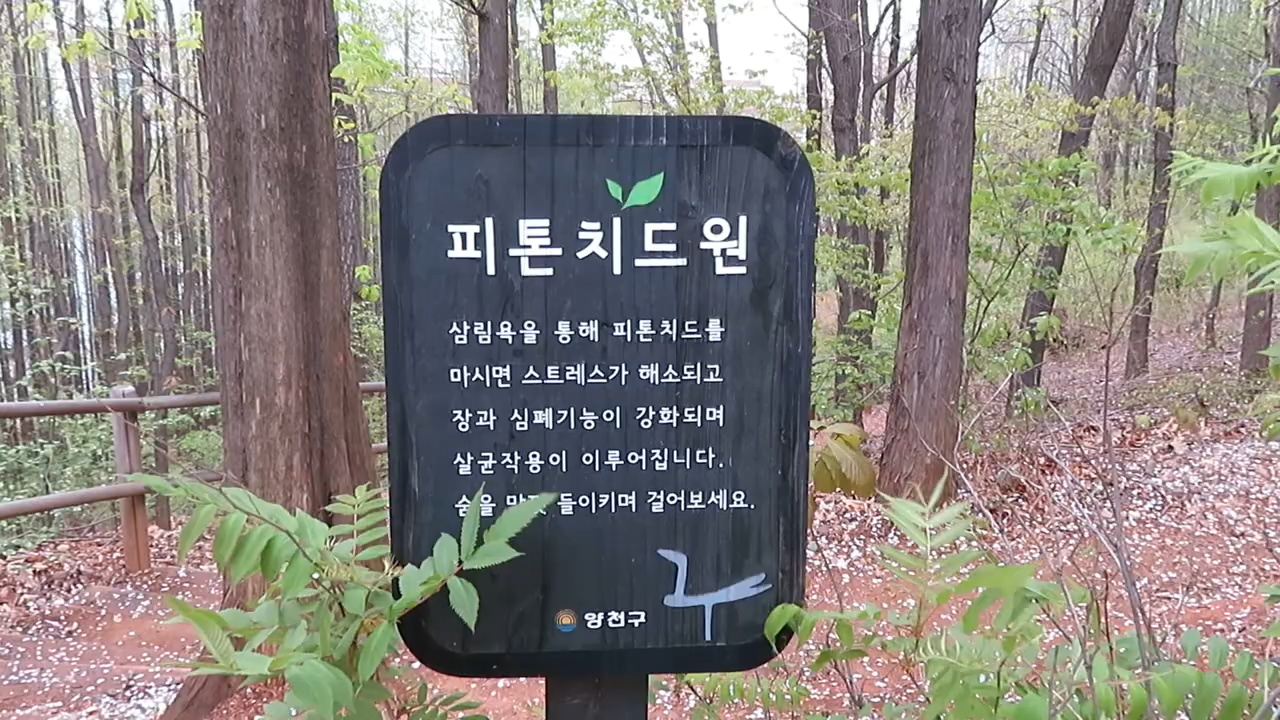 피톤치드원
삼림욕을 통해 피톤치드를
마시면 스트레스가 해소되고
장과 심폐기능이 강화되며
살균작용이 이루어집니다.
숨을 들이키며 걸어보세요.
양천구